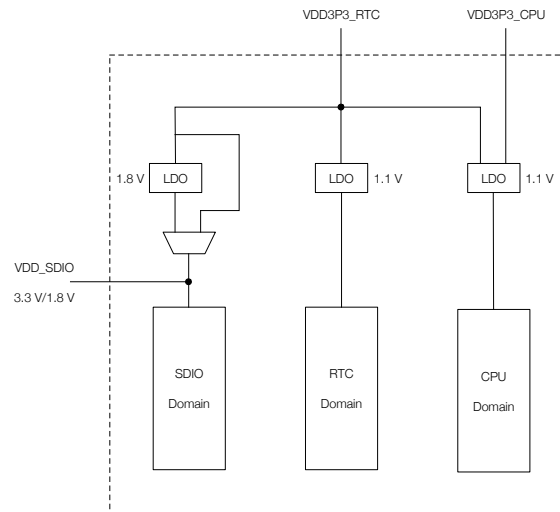 VDD3P3_RTC
VDD3P3_CPU
1.8 V
LDO
LDO
1.1 V
LDO
1.1 V
VDD_SDIO
3.3 V/1.8 V
SDIO
Domain
RTC
Domain
CPU
Domain